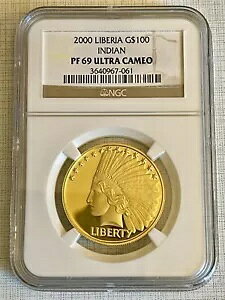 2000 LIBERIA G$100
INDIAN
PF 69 ULTRA CAMEO
3640967-061
NGC
LIBERTY